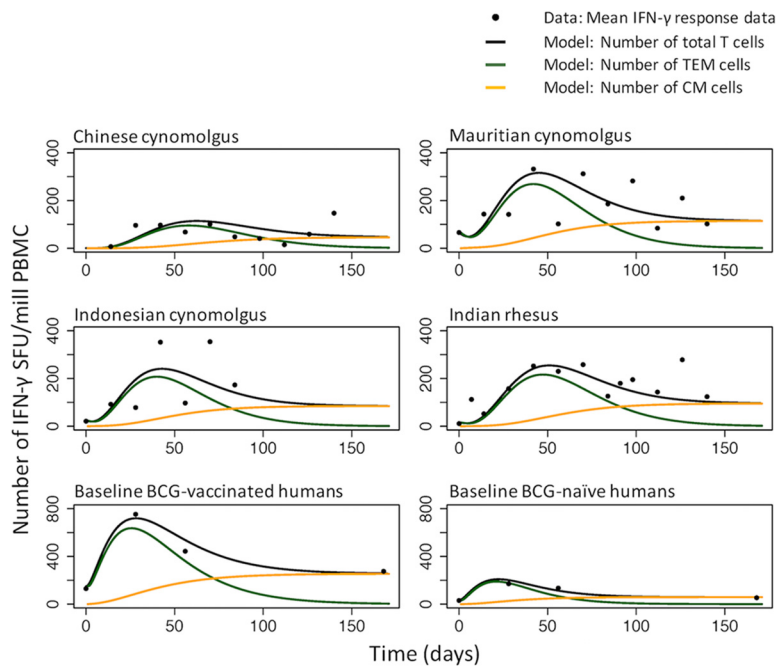 Data: Mean IFN-γ response data
Model: Number of total T cells
Model: Number of TEM cells
Model: Number of CM cells
Number of IFN-γ SFU/mill PBMC
Chinese cynomolgus
400
200
0
0 50 100 150
Mauritian cynomolgus
400
200
0
0 50 100 150
Indonesian cynomolgus
400
200
0
0 50 100 150
Indian rhesus
400
200
0
0 50 100 150
Baseline BCG-vaccinated humans
800
400
0
0 50 100 150
Baseline BCG-naïve humans
800
400
0
0 50 100 150
Time (days)